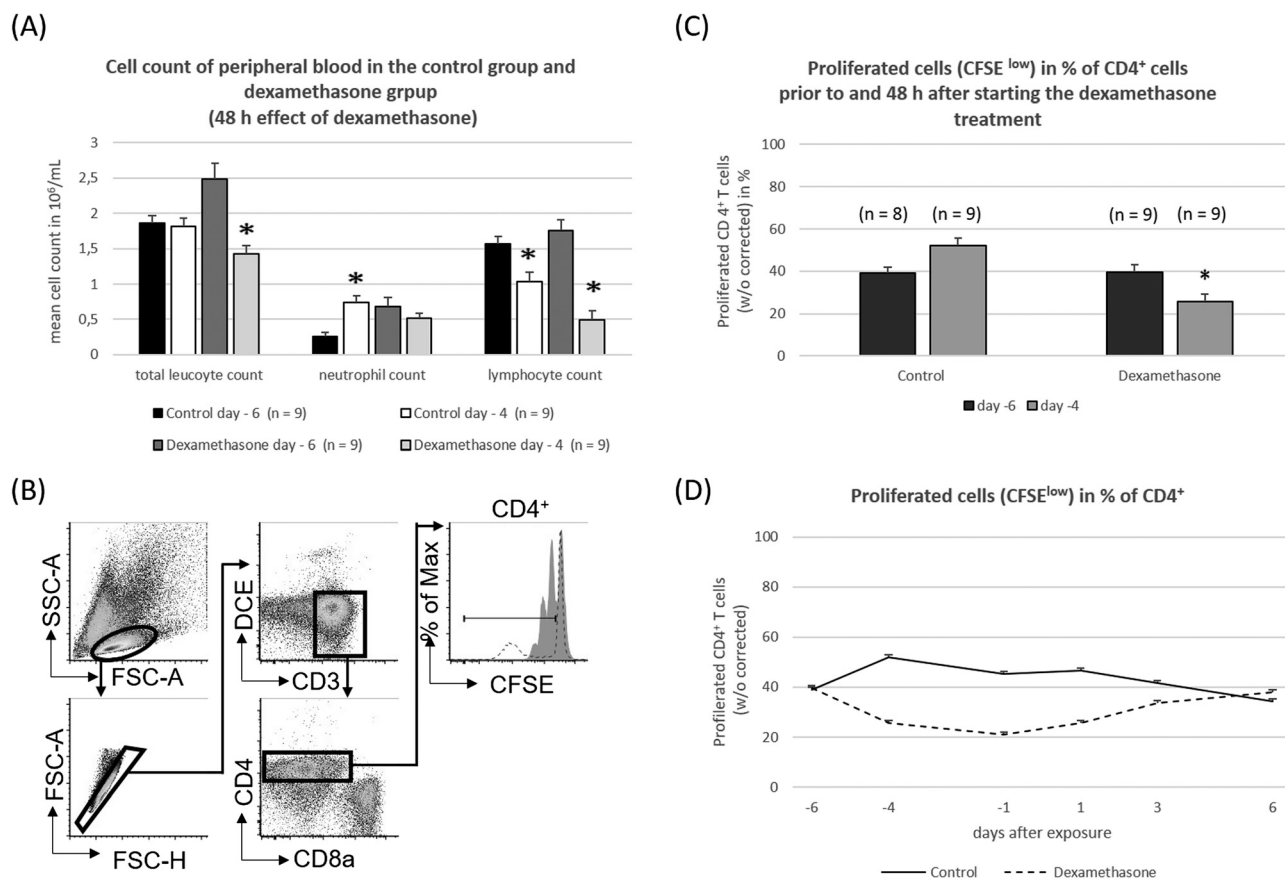 (A)
Cell count of peripheral blood in the control group and
dexamethasone grpup
(48 h effect of dexamethasone)
mean cell count in 10⁶/mL
3
2,5
2
1,5
1
0,5
0
*
*
*
*
total leucoyte count
neutrophil count
lymphocyte count
Control day - 6 (n = 9)
Control day - 4 (n = 9)
Dexamethasone day - 6 (n = 9)
Dexamethasone day - 4 (n = 9)
(B)
SSC-A
FSC-A
DCE
CD3
CD4⁺
% of Max
CFSE
FSC-A
FSC-H
CD4
CD8a
(C)
Proliferated cells (CFSE ˡᵒʷ) in % of CD4⁺ cells
prior to and 48 h after starting the dexamethasone
treatment
Proliferated CD 4⁺ T cells
(w/o corrected) in %
100
80
60
40
20
0
(n = 8)
(n = 9)
(n = 9)
(n = 9)
*
Control
Dexamethasone
day -6
day -4
(D)
Proliferated cells (CFSEˡᵒʷ) in % of CD4⁺
Profilerated CD4⁺ T cells
(w/o corrected)
100
80
60
40
20
0
-6
-4
-1
1
3
6
days after exposure
Control
Dexamethasone